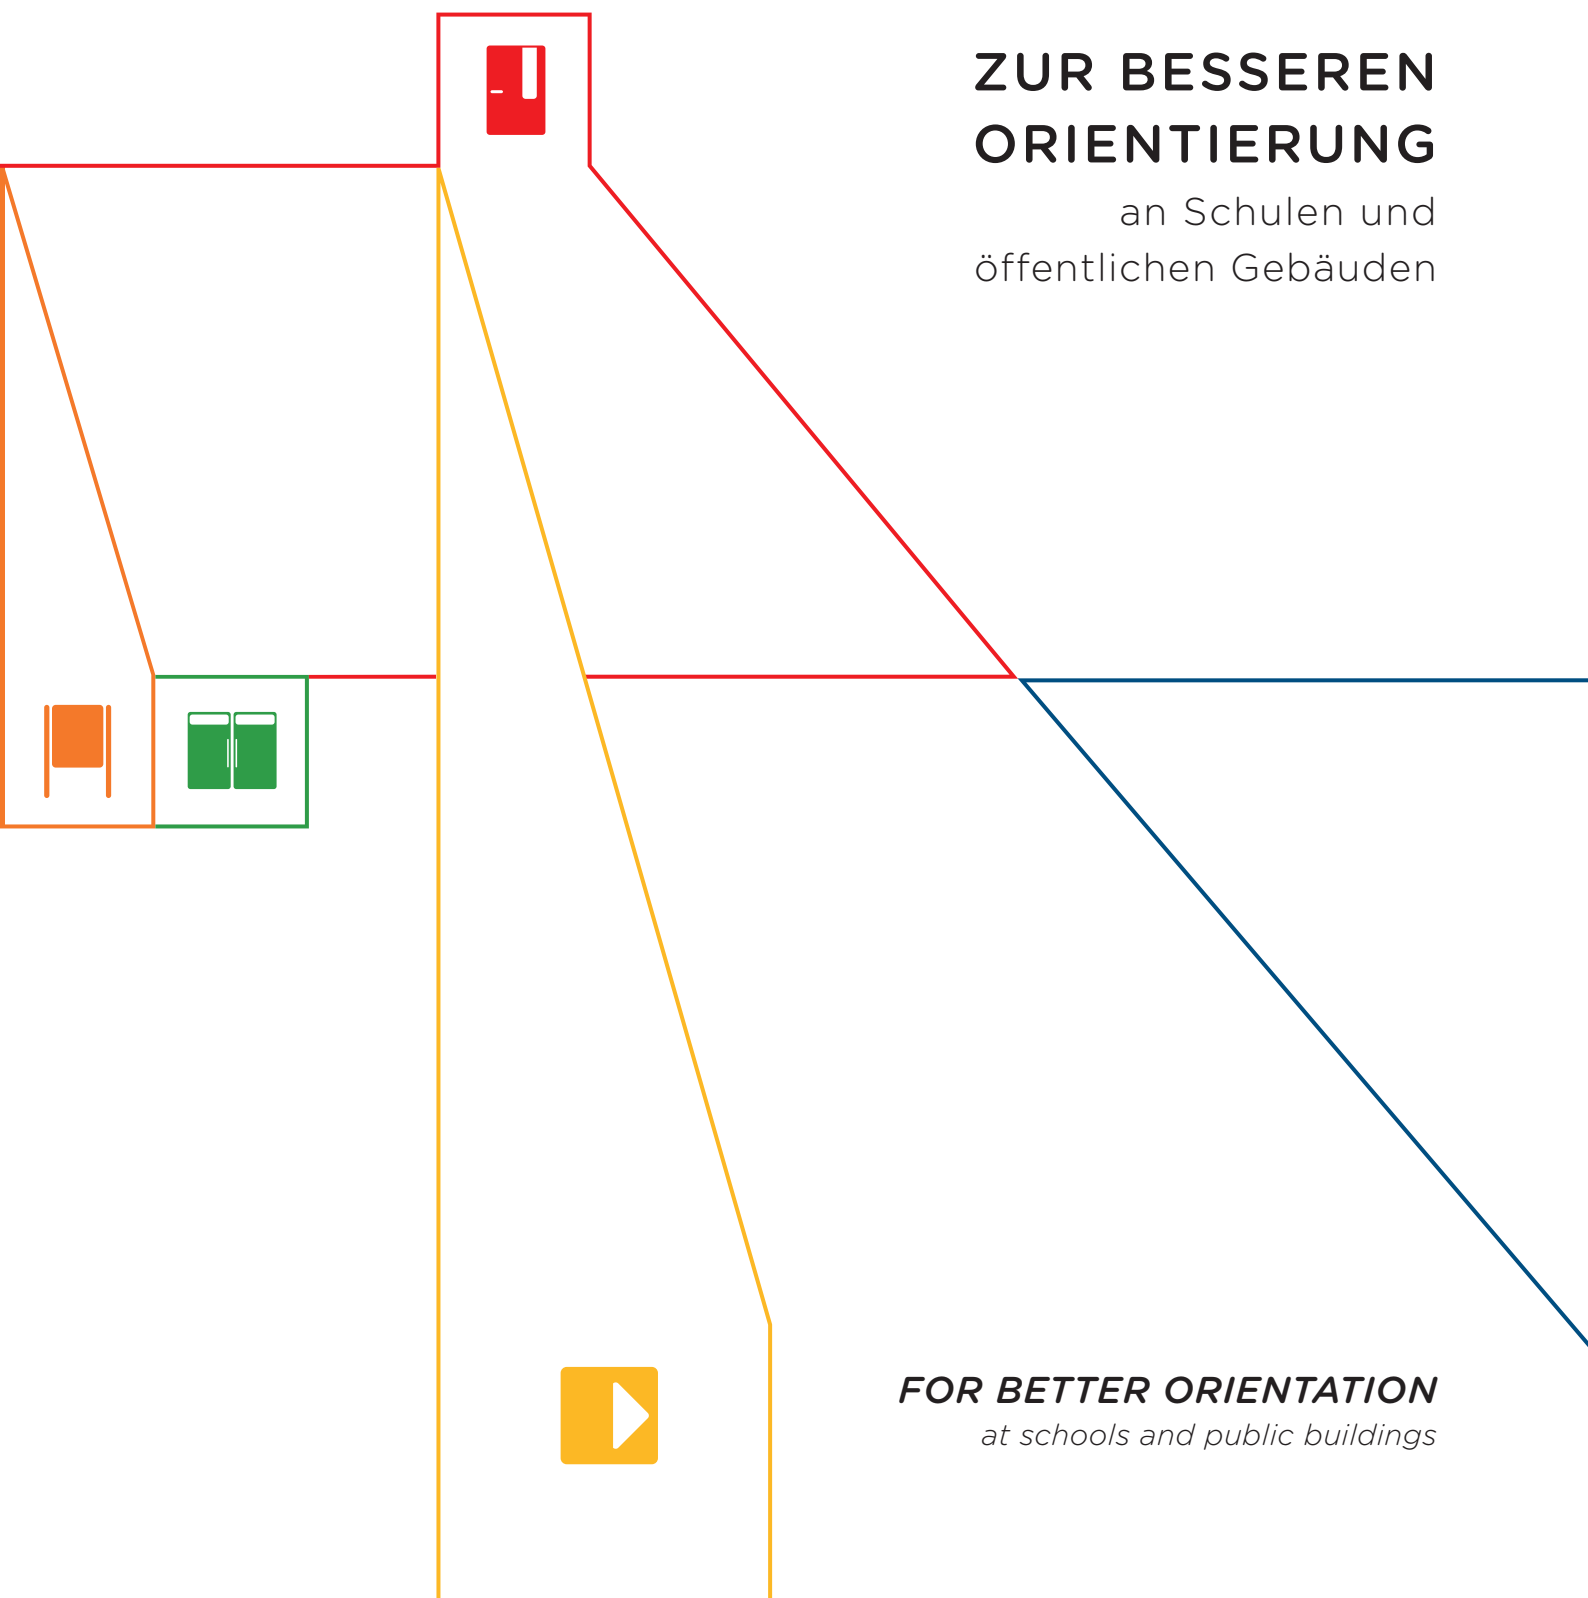 ZUR BESSEREN
ORIENTIERUNG
an Schulen und
öffentlichen Gebäuden
FOR BETTER ORIENTATION
at schools and public buildings